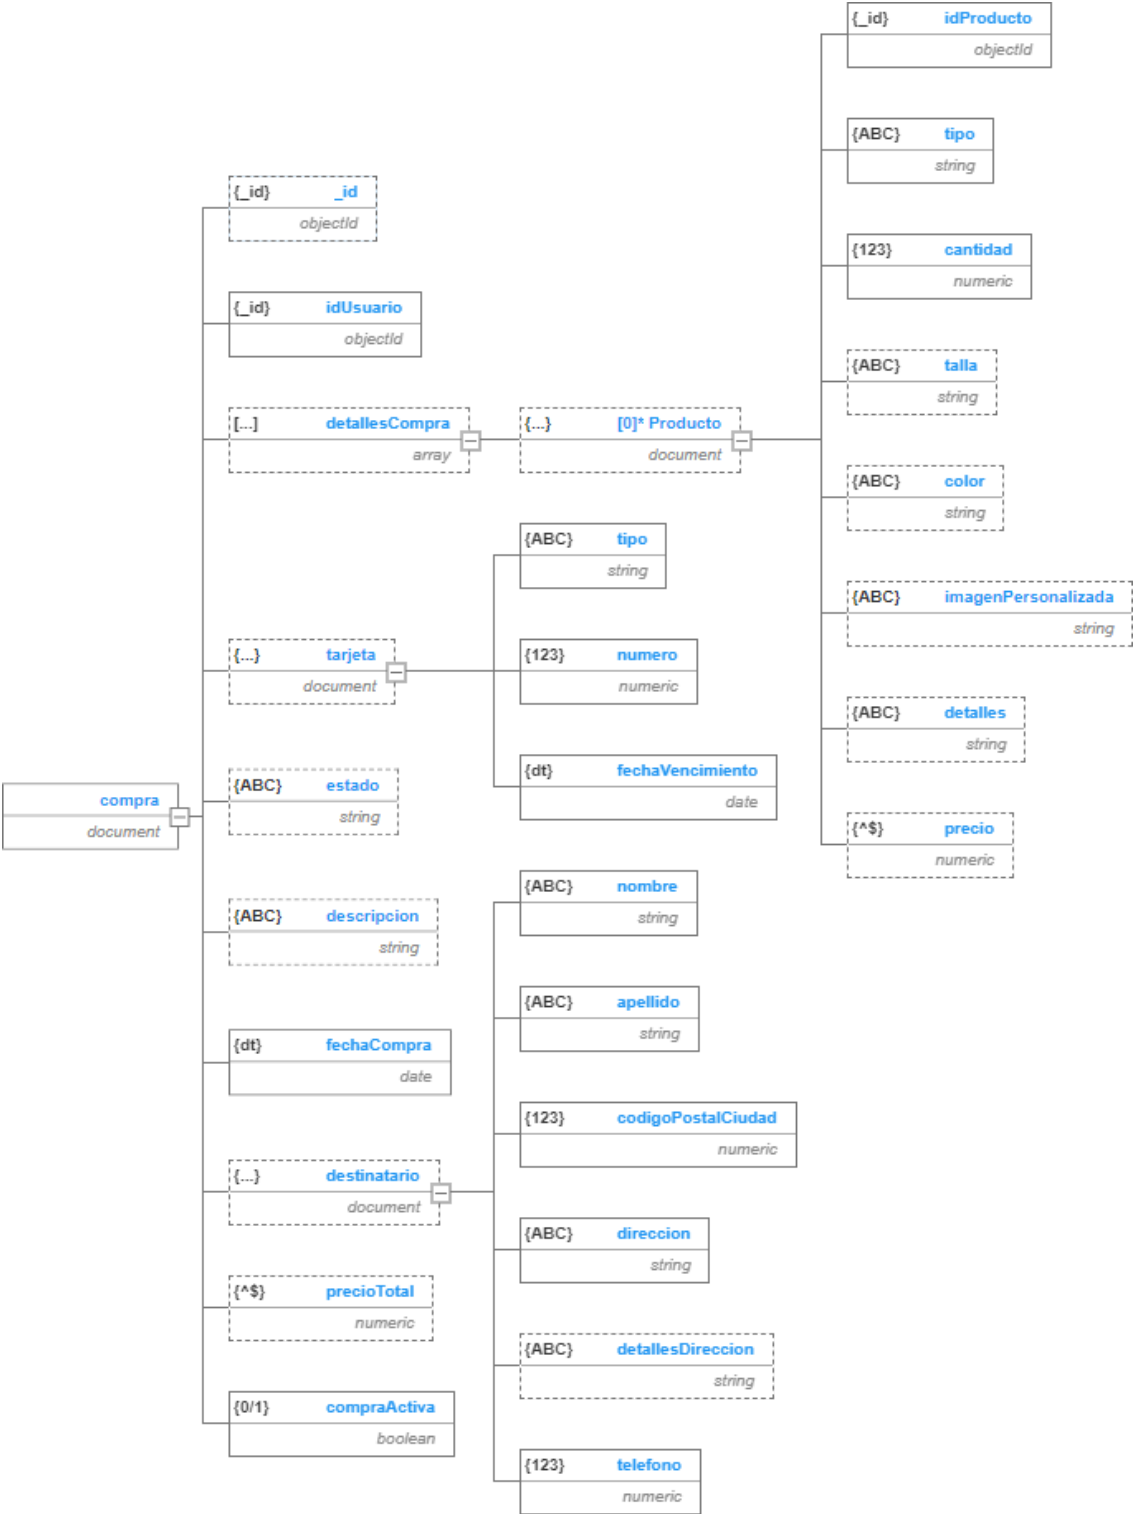 compra
document
{_id} _id
objectId
{_id} idUsuario
objectId
[...] detallesCompra
array
{...} [0]* Producto
document
{_id} idProducto
objectId
{ABC} tipo
string
{123} cantidad
numeric
{ABC} talla
string
{ABC} color
string
{ABC} imagenPersonalizada
string
{ABC} detalles
string
{^$} precio
numeric
{...} tarjeta
document
{ABC} tipo
string
{123} numero
numeric
{dt} fechaVencimiento
date
{ABC} estado
string
{ABC} descripcion
string
{dt} fechaCompra
date
{...} destinatario
document
{ABC} nombre
string
{ABC} apellido
string
{123} codigoPostalCiudad
numeric
{ABC} direccion
string
{ABC} detallesDireccion
string
{123} telefono
numeric
{^$} precioTotal
numeric
{0/1} compraActiva
boolean